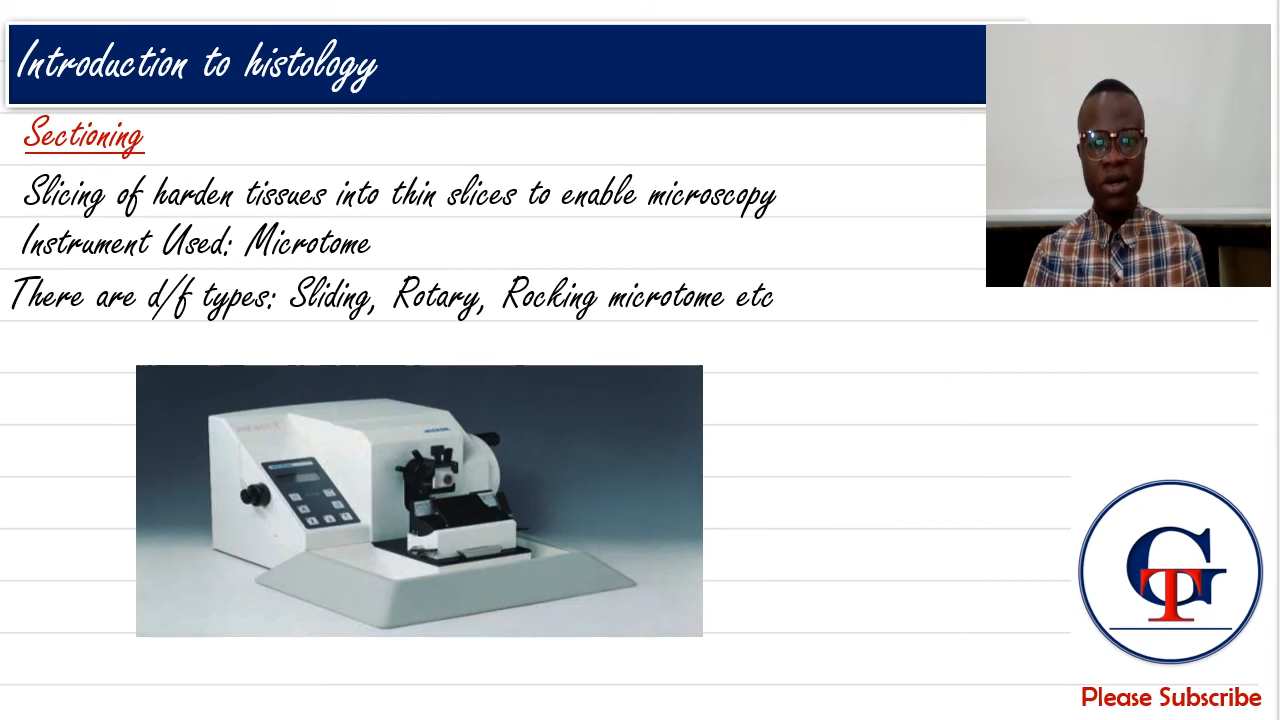 Introduction to histology
Sectioning
Slicing of harden tissues into thin slices to enable microscopy
Instrument Used: Microtome
There are d/f types: Sliding, Rotary, Rocking microtome etc
GT
Please Subscribe